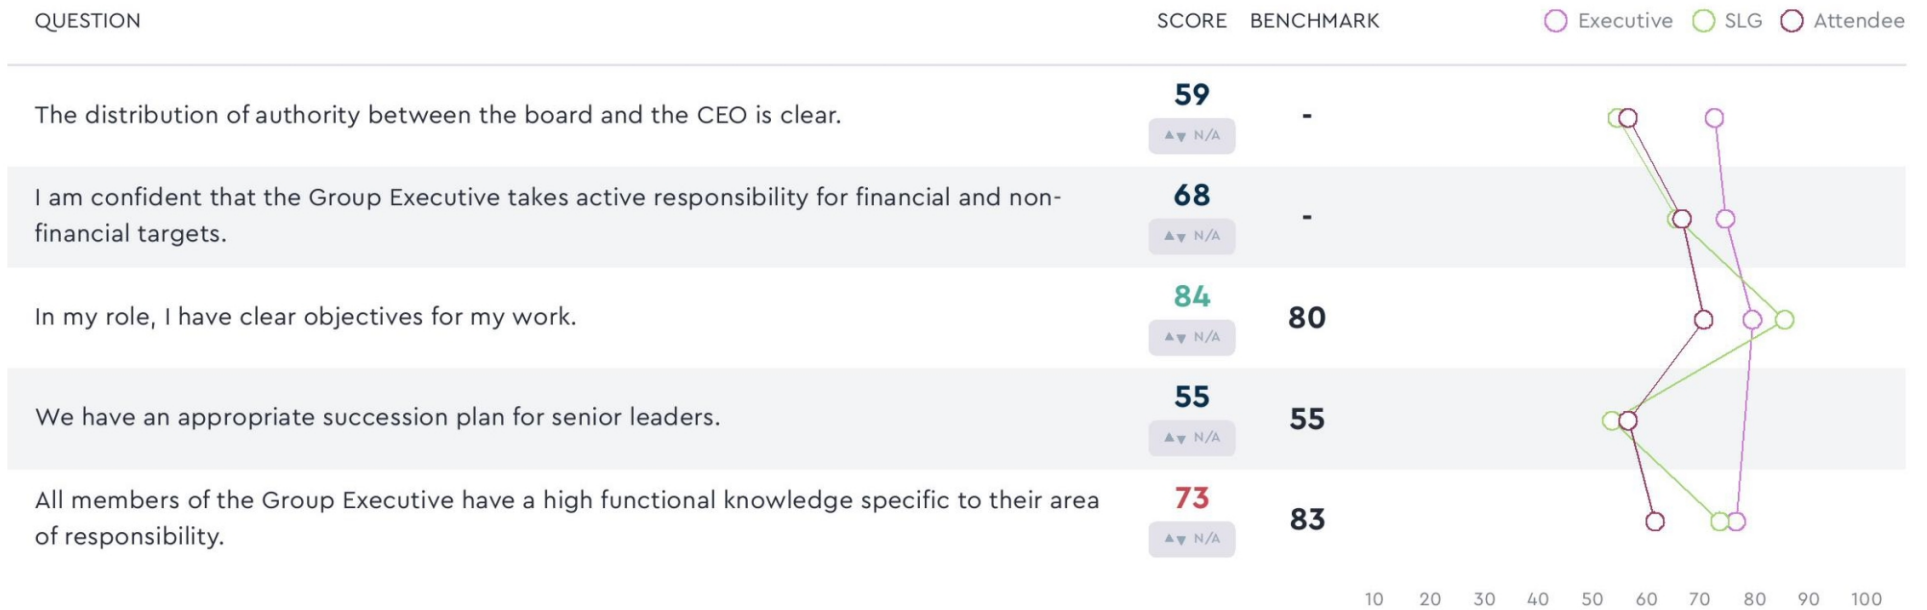 QUESTION SCORE BENCHMARK Executive SLG Attendee
The distribution of authority between the board and the CEO is clear.
59
▲▼ N/A
-
I am confident that the Group Executive takes active responsibility for financial and non-
financial targets.
68
▲▼ N/A
-
In my role, I have clear objectives for my work.
84
▲▼ N/A
80
We have an appropriate succession plan for senior leaders.
55
▲▼ N/A
55
All members of the Group Executive have a high functional knowledge specific to their area
of responsibility.
73
▲▼ N/A
83
10 20 30 40 50 60 70 80 90 100